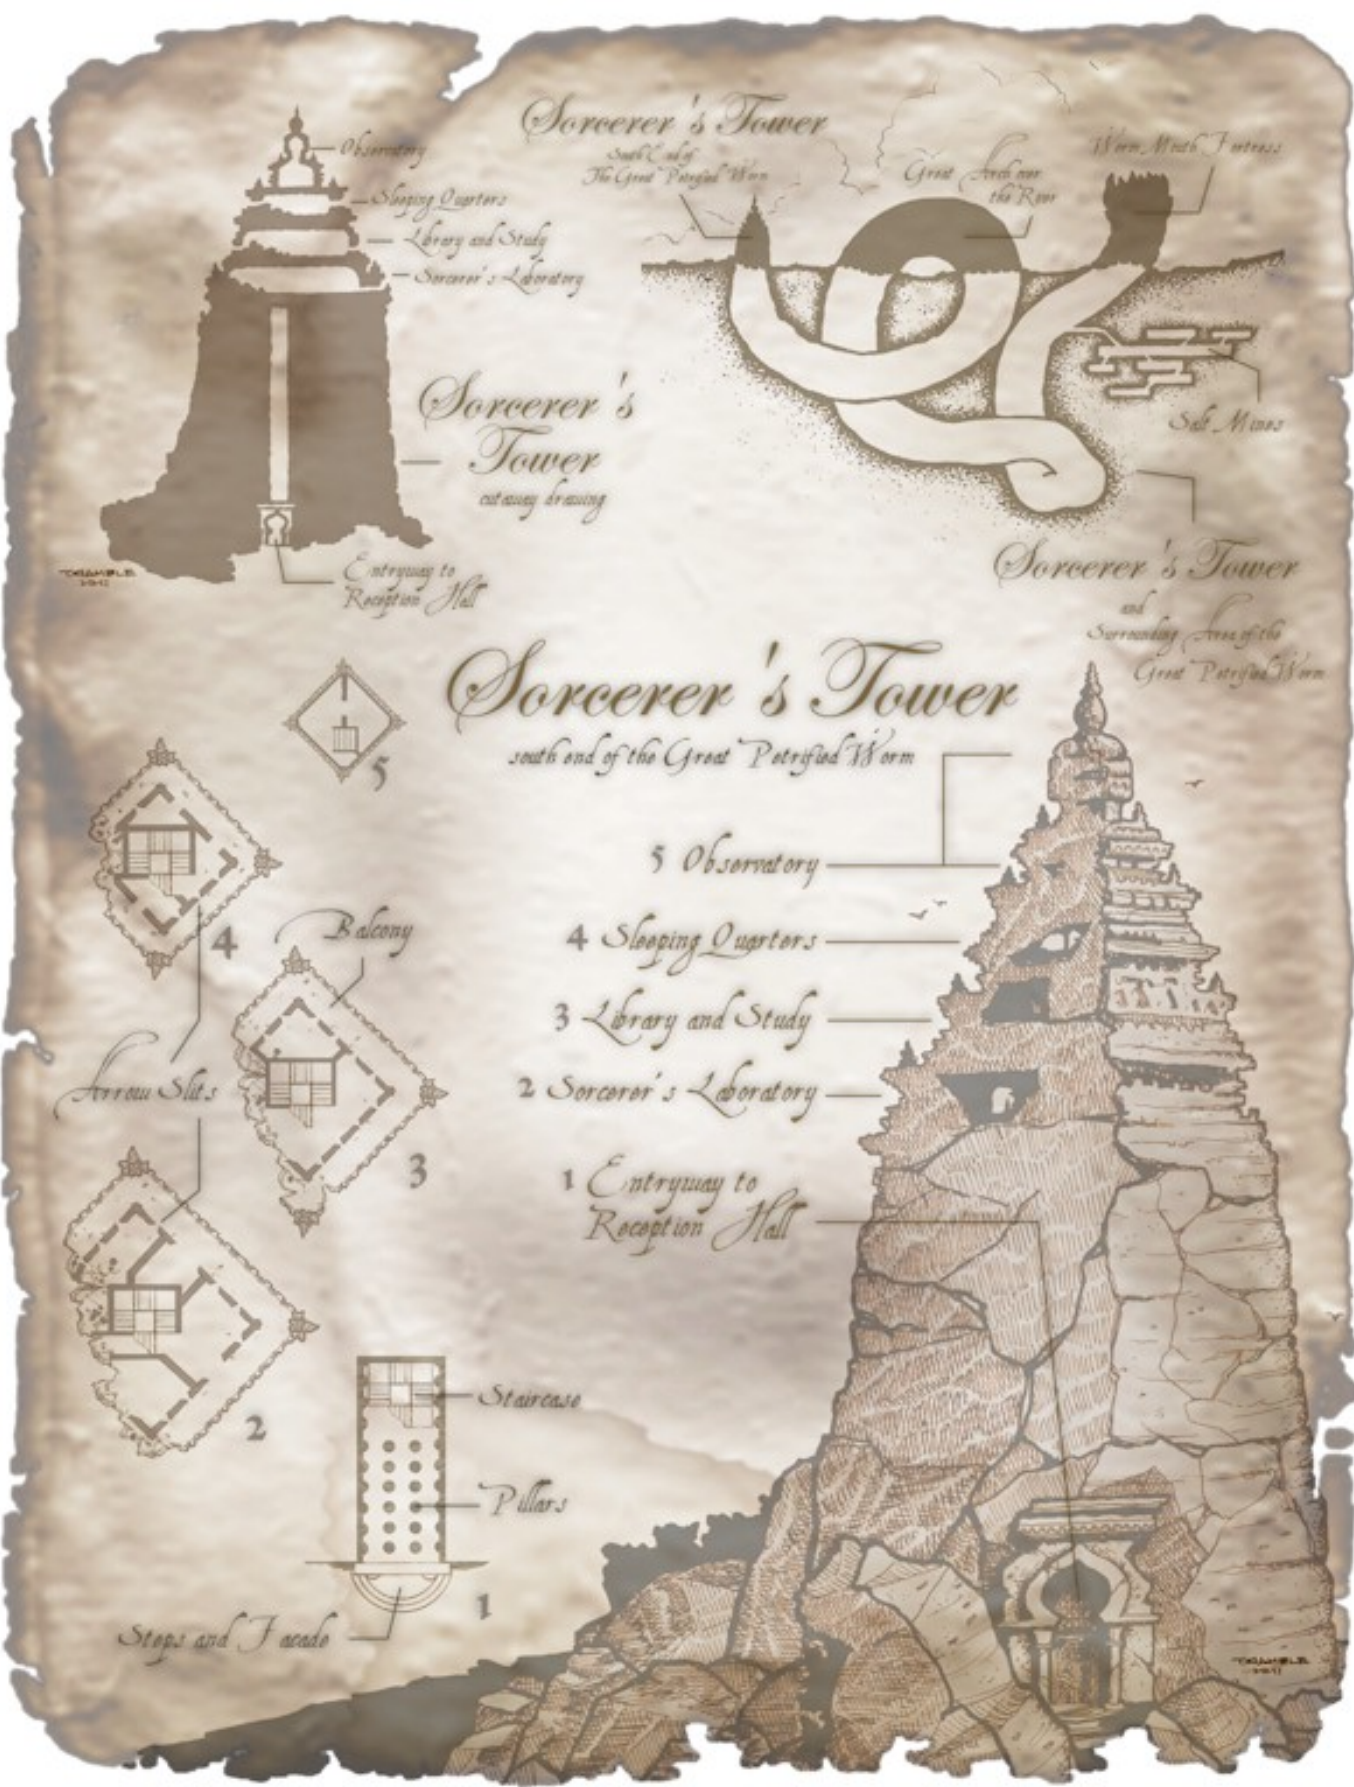 Sorcerer's Tower
South End of
The Great Petrified Worm
Great Arch over
the River
Worm Mouth Fortress
Observatory
Sleeping Quarters
Library and Study
Sorcerer's Laboratory
Sorcerer's
Tower
cutaway drawing
Entryway to
Reception Hall
TRAMBLE
Salt Mines
Sorcerer's Tower
and
Surrounding Area of the
Great Petrified Worm
Sorcerer's Tower
south end of the Great Petrified Worm
5 Observatory
4 Sleeping Quarters
3 Library and Study
2 Sorcerer's Laboratory
1 Entryway to
Reception Hall
5
4
Balcony
Arrow Slits
3
2
Staircase
Pillars
1
Steps and Facade
TRAMBLE